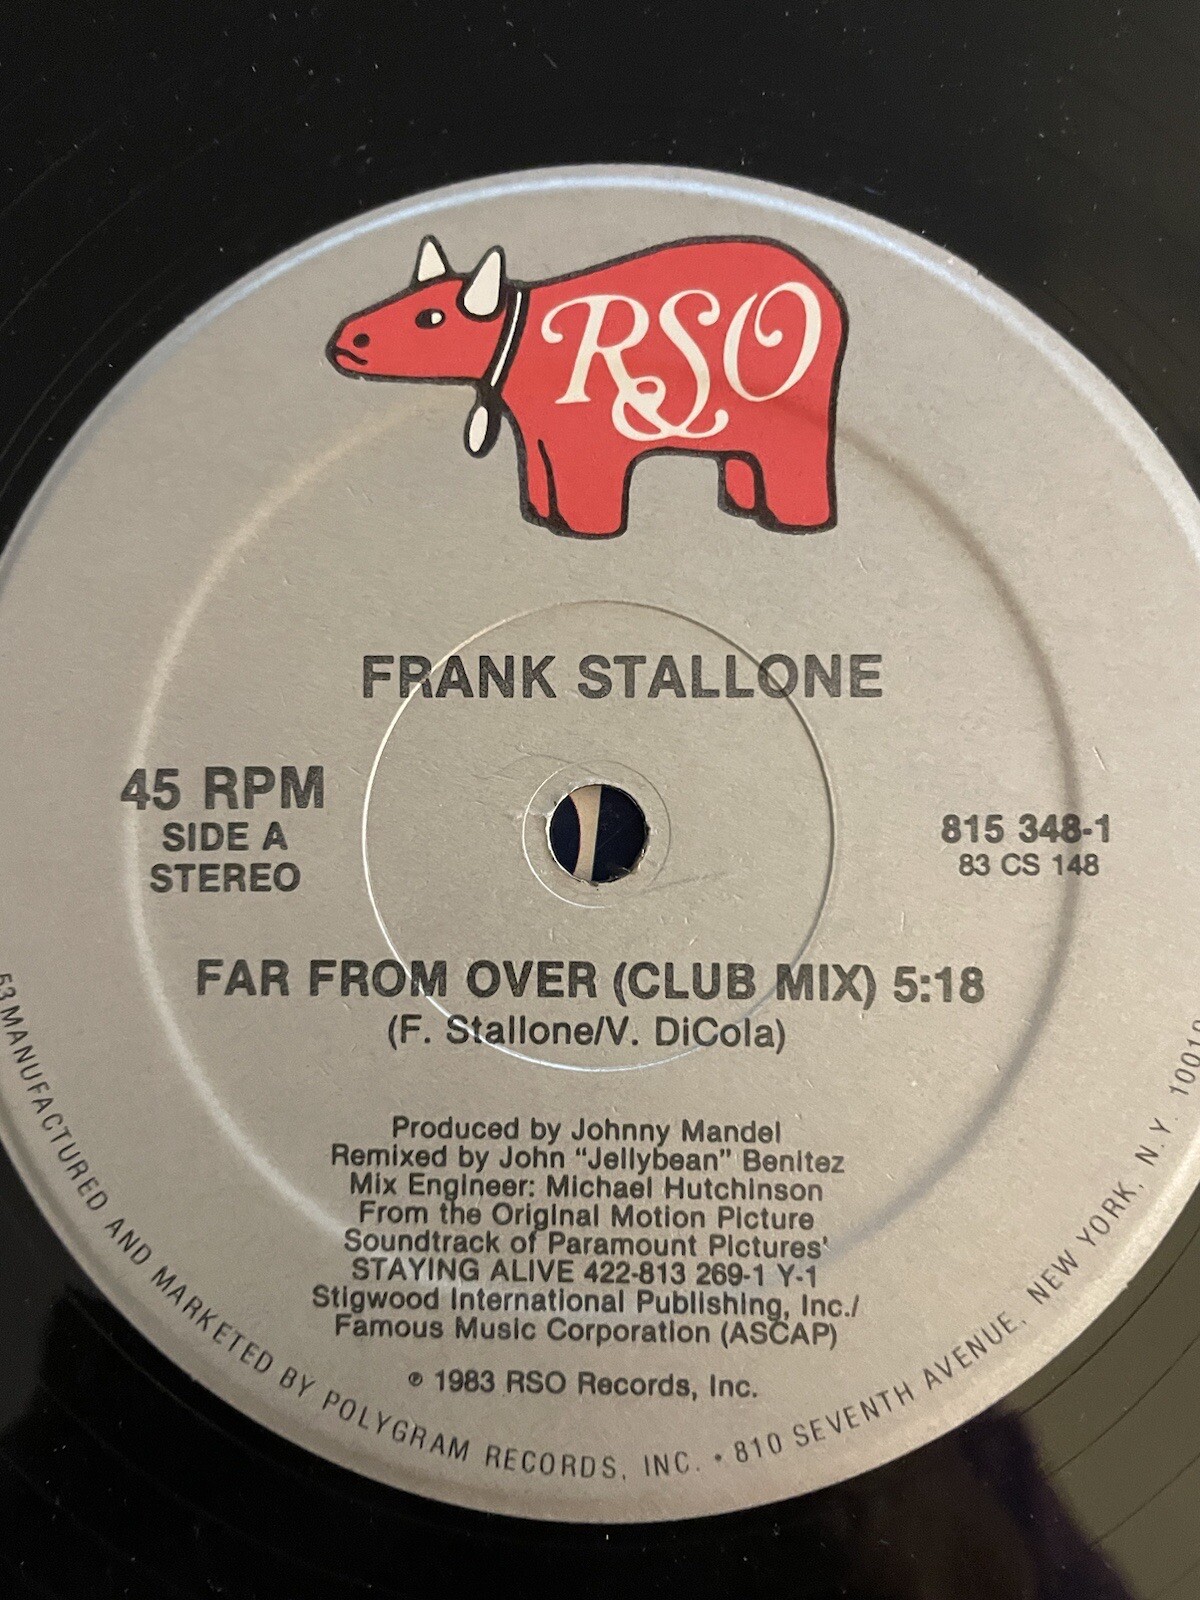 RSO
FRANK STALLONE
45 RPM
SIDE A
STEREO
815 348-1
83 CS 148
FAR FROM OVER (CLUB MIX) 5:18
(F. Stallone/V. DiCola)
Produced by Johnny Mandel
Remixed by John "Jellybean" Benitez
Mix Engineer: Michael Hutchinson
From the Original Motion Picture
Soundtrack of Paramount Pictures'
STAYING ALIVE 422-813 269-1 Y-1
Stigwood International Publishing, Inc./
Famous Music Corporation (ASCAP)
℗ 1983 RSO Records, Inc.
MANUFACTURED AND MARKETED BY POLYGRAM RECORDS, INC. • 810 SEVENTH AVENUE, NEW YORK, N.Y.